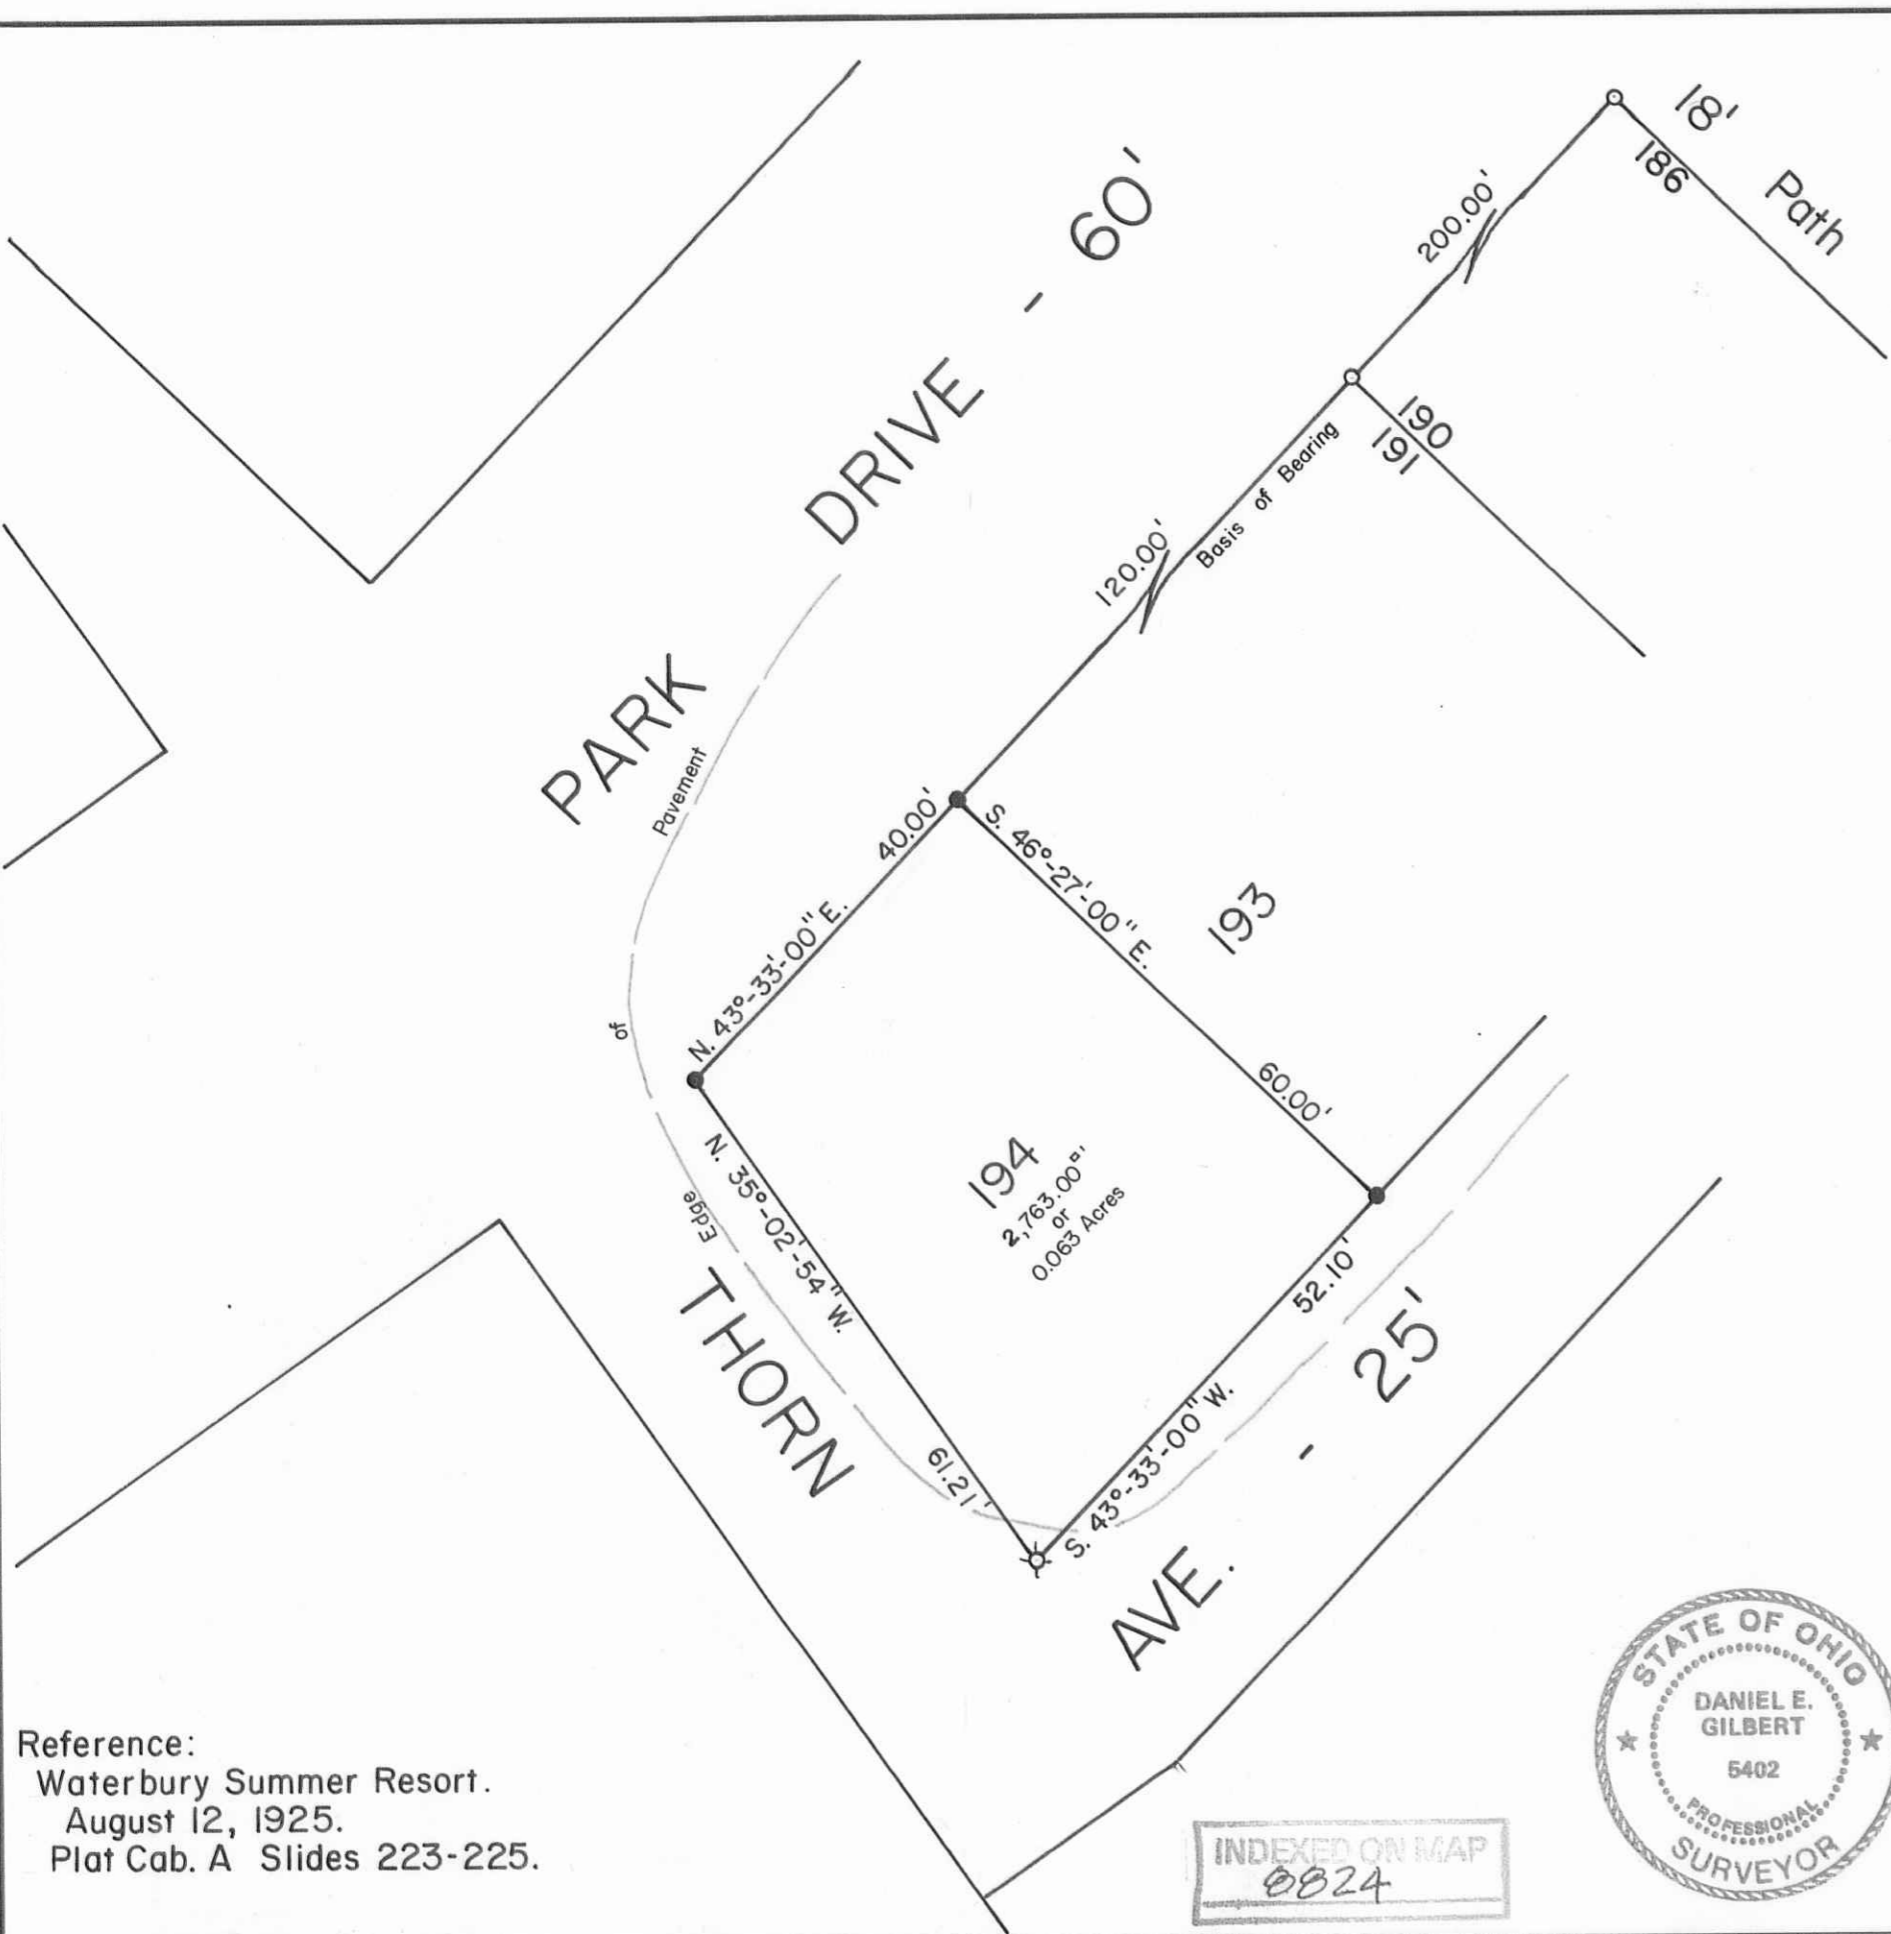 18'
186
Path
200.00'
PARK DRIVE - 60'
190
191
Basis of Bearing
120.00'
Edge of Pavement
N. 43°-33'-00" E. 40.00'
S. 46°-27'-00" E. 60.00'
193
194
2,763.00
or
0.063 Acres
N. 35°-02'-54" W. 61.21'
S. 43°-33'-00" W. 52.10'
THORN AVE. - 25'
Reference:
Waterbury Summer Resort.
August 12, 1925.
Plat Cab. A Slides 223-225.
INDEXED ON MAP
8824
STATE OF OHIO
DANIEL E.
GILBERT
5402
PROFESSIONAL
SURVEYOR